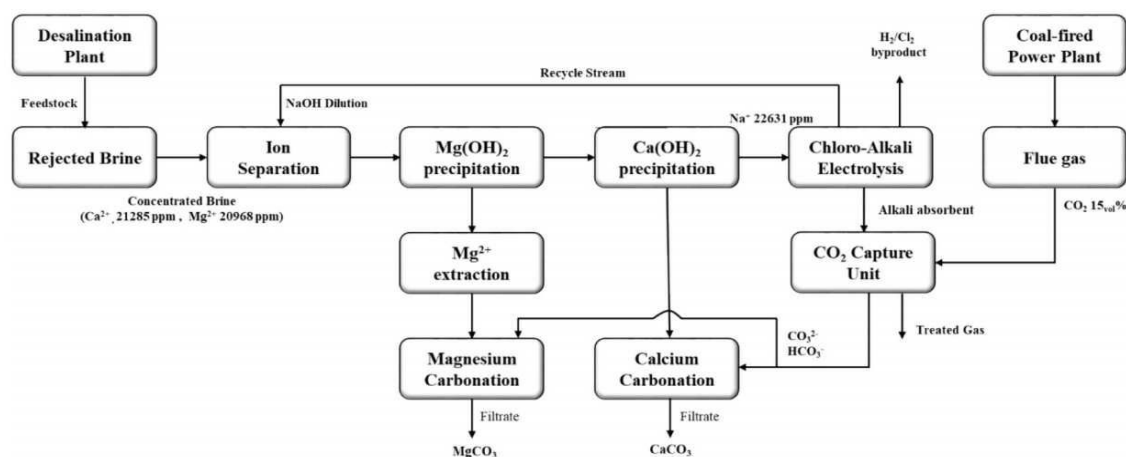 Desalination
Plant
H₂/Cl₂
byproduct
Coal-fired
Power Plant
Recycle Stream
Feedstock
NaOH Dilution
Na⁺ 22631 ppm
Rejected Brine
Ion
Separation
Mg(OH)₂
precipitation
Ca(OH)₂
precipitation
Chloro-Alkali
Electrolysis
Flue gas
Concentrated Brine
(Ca²⁺, 21285 ppm , Mg²⁺ 20968 ppm)
Alkali absorbent
CO₂ 15vol%
Mg²⁺
extraction
CO₂ Capture
Unit
Treated Gas
CO₃²⁻
HCO₃⁻
Magnesium
Carbonation
Calcium
Carbonation
Filtrate
Filtrate
MgCO₃
CaCO₃